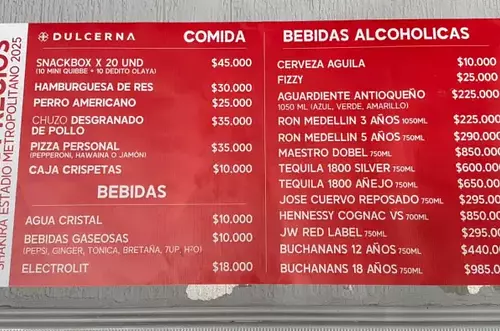 SHAKIRA ESTADIO METROPOLITANO 2025
DULCERNA
COMIDA
SNACKBOX X 20 UND $45.000
(10 MINI QUIBBE + 10 DEDITO OLAYA)
HAMBURGUESA DE RES $30.000
PERRO AMERICANO $25.000
CHUZO DESGRANADO $35.000
DE POLLO
PIZZA PERSONAL $35.000
(PEPPERONI, HAWAINA O JAMÓN)
CAJA CRISPETAS $10.000
BEBIDAS
AGUA CRISTAL $10.000
BEBIDAS GASEOSAS $10.000
(PEPSI, GINGER, TONICA, BRETAÑA, 7UP, H2O)
ELECTROLIT $18.000
BEBIDAS ALCOHOLICAS
CERVEZA AGUILA $10.000
FIZZY $25.000
AGUARDIENTE ANTIOQUEÑO $225.000
1050 ML (AZUL, VERDE, AMARILLO)
RON MEDELLIN 3 AÑOS 1050ML $225.000
RON MEDELLIN 5 AÑOS 750ML $290.000
MAESTRO DOBEL 750ML $850.000
TEQUILA 1800 SILVER 750ML $600.000
TEQUILA 1800 AÑEJO 750ML $650.000
JOSE CUERVO REPOSADO 750ML $295.00
HENNESSY COGNAC VS 700ML $850.0
JW RED LABEL 750ML $295.0
BUCHANANS 12 AÑOS 750ML $440.0
BUCHANANS 18 AÑOS 750ML $985.0